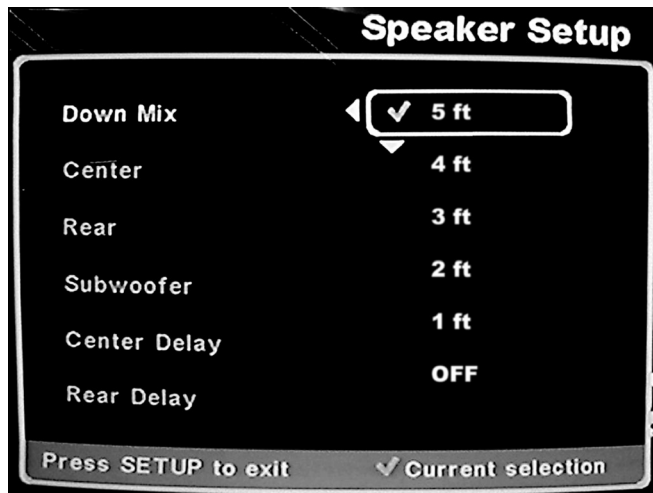 Speaker Setup
Down Mix
5 ft
Center
4 ft
Rear
3 ft
Subwoofer
2 ft
Center Delay
1 ft
Rear Delay
OFF
Press SETUP to exit
Current selection